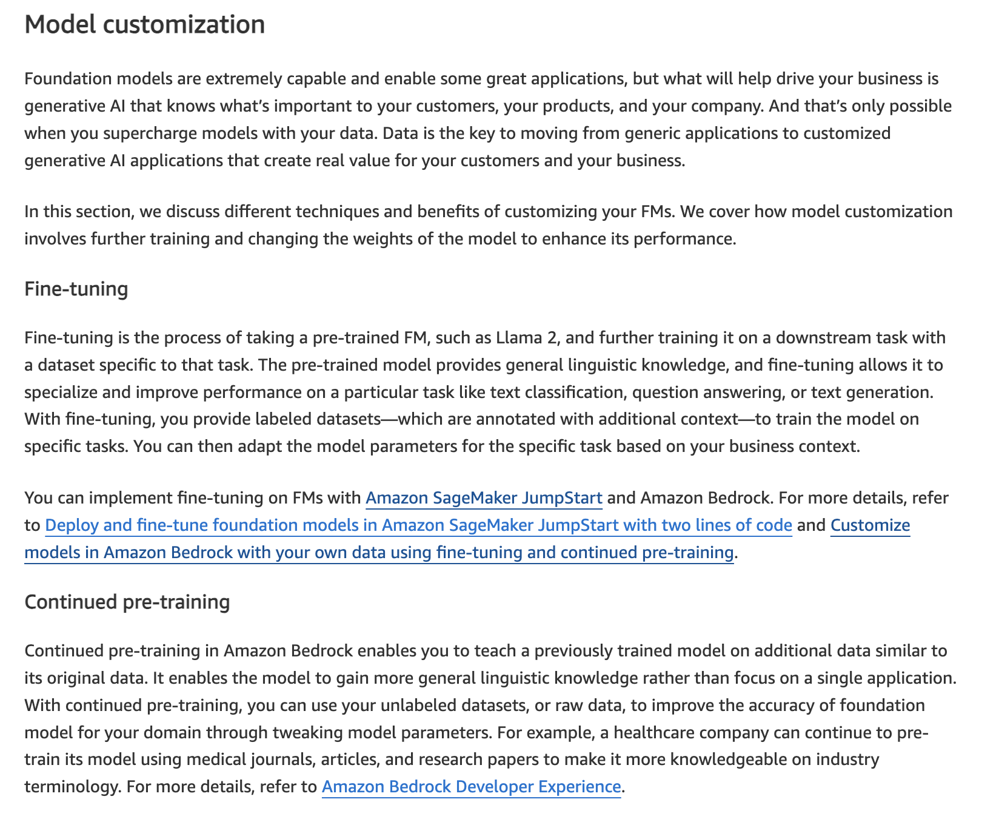 Model customization
Foundation models are extremely capable and enable some great applications, but what will help drive your business is
generative AI that knows what’s important to your customers, your products, and your company. And that’s only possible
when you supercharge models with your data. Data is the key to moving from generic applications to customized
generative AI applications that create real value for your customers and your business.
In this section, we discuss different techniques and benefits of customizing your FMs. We cover how model customization
involves further training and changing the weights of the model to enhance its performance.
Fine-tuning
Fine-tuning is the process of taking a pre-trained FM, such as Llama 2, and further training it on a downstream task with
a dataset specific to that task. The pre-trained model provides general linguistic knowledge, and fine-tuning allows it to
specialize and improve performance on a particular task like text classification, question answering, or text generation.
With fine-tuning, you provide labeled datasets—which are annotated with additional context—to train the model on
specific tasks. You can then adapt the model parameters for the specific task based on your business context.
You can implement fine-tuning on FMs with Amazon SageMaker JumpStart and Amazon Bedrock. For more details, refer
to Deploy and fine-tune foundation models in Amazon SageMaker JumpStart with two lines of code and Customize
models in Amazon Bedrock with your own data using fine-tuning and continued pre-training.
Continued pre-training
Continued pre-training in Amazon Bedrock enables you to teach a previously trained model on additional data similar to
its original data. It enables the model to gain more general linguistic knowledge rather than focus on a single application.
With continued pre-training, you can use your unlabeled datasets, or raw data, to improve the accuracy of foundation
model for your domain through tweaking model parameters. For example, a healthcare company can continue to pre-
train its model using medical journals, articles, and research papers to make it more knowledgeable on industry
terminology. For more details, refer to Amazon Bedrock Developer Experience.